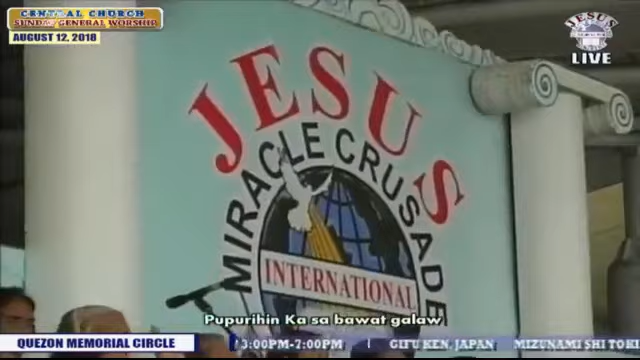 CENTRAL CHURCH
SUNDAY GENERAL WORSHIP
AUGUST 12, 2018
JESUS
LIVE
JESUS
MIRACLE CRUSADE
INTERNATIONAL
Pupurihin Ka sa bawat galaw
QUEZON MEMORIAL CIRCLE
3:00PM-7:00PM | GIFU KEN, JAPAN MIZUNAMI SHI TOK